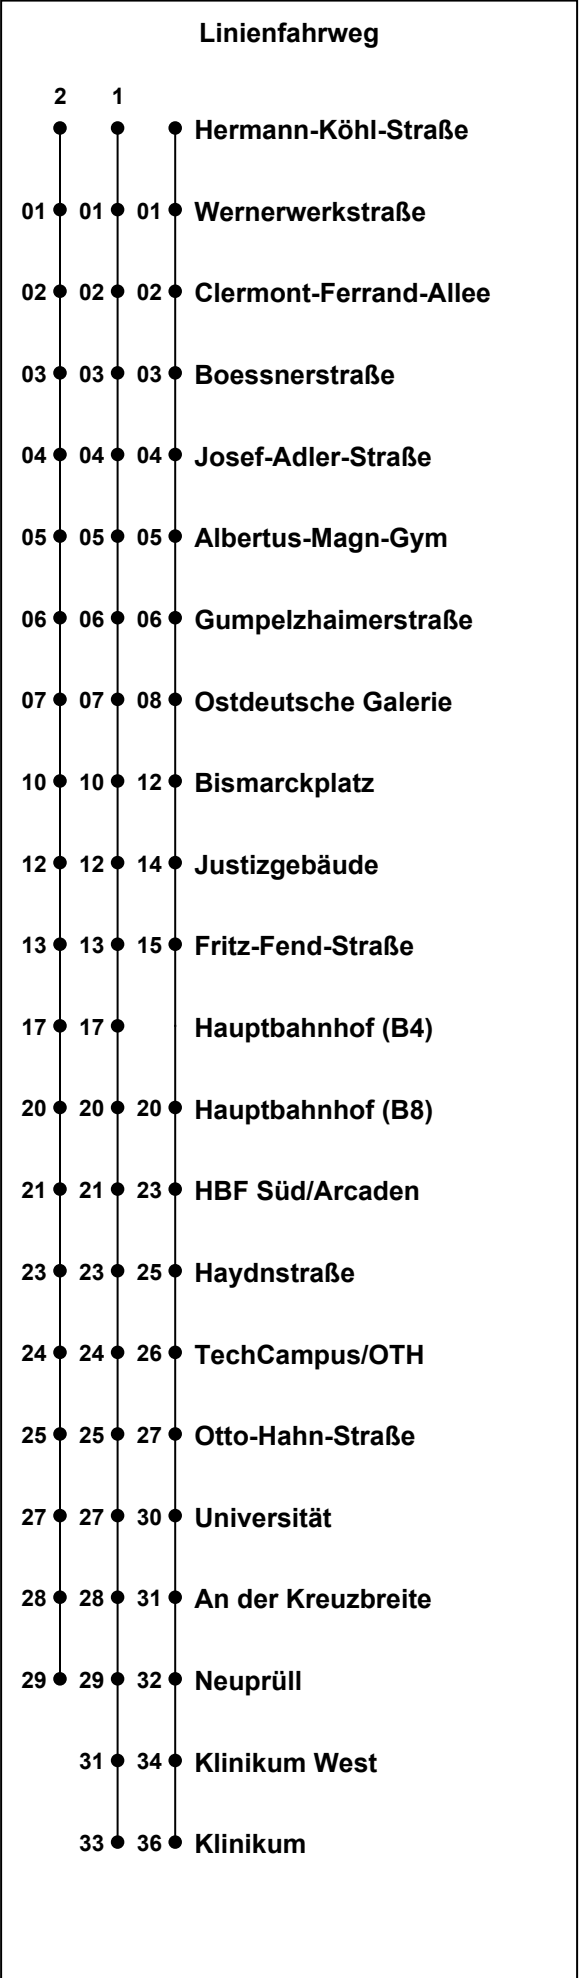 Linienfahrweg
2 1
Hermann-Köhl-Straße
01 01 01 Wernerwerkstraße
02 02 02 Clermont-Ferrand-Allee
03 03 03 Boessnerstraße
04 04 04 Josef-Adler-Straße
05 05 05 Albertus-Magn-Gym
06 06 06 Gumpelzhaimerstraße
07 07 08 Ostdeutsche Galerie
10 10 12 Bismarckplatz
12 12 14 Justizgebäude
13 13 15 Fritz-Fend-Straße
17 17 Hauptbahnhof (B4)
20 20 20 Hauptbahnhof (B8)
21 21 23 HBF Süd/Arcaden
23 23 25 Haydnstraße
24 24 26 TechCampus/OTH
25 25 27 Otto-Hahn-Straße
27 27 30 Universität
28 28 31 An der Kreuzbreite
29 29 32 Neuprüll
31 34 Klinikum West
33 36 Klinikum